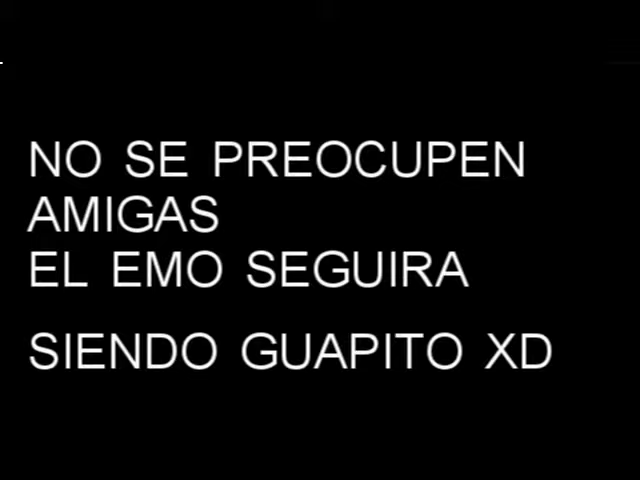 NO SE PREOCUPEN
AMIGAS
EL EMO SEGUIRA
SIENDO GUAPITO XD